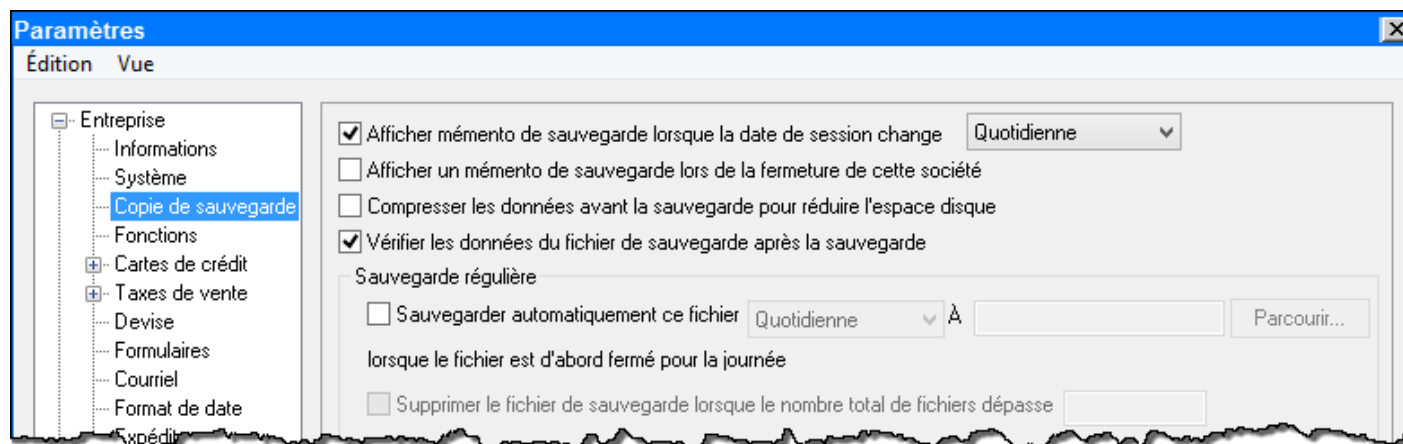 Paramètres
Édition Vue
Entreprise
Informations
Système
Copie de sauvegarde
Fonctions
Cartes de crédit
Taxes de vente
Devise
Formulaires
Courriel
Format de date
Afficher mémento de sauvegarde lorsque la date de session change Quotidienne
Afficher un mémento de sauvegarde lors de la fermeture de cette société
Compresser les données avant la sauvegarde pour réduire l'espace disque
Vérifier les données du fichier de sauvegarde après la sauvegarde
Sauvegarde régulière
Sauvegarder automatiquement ce fichier Quotidienne À Parcourir...
lorsque le fichier est d'abord fermé pour la journée
Supprimer le fichier de sauvegarde lorsque le nombre total de fichiers dépasse